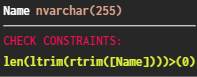 Name nvarchar(255)
CHECK CONSTRAINTS:
len(ltrim(rtrim([Name])))>(0)